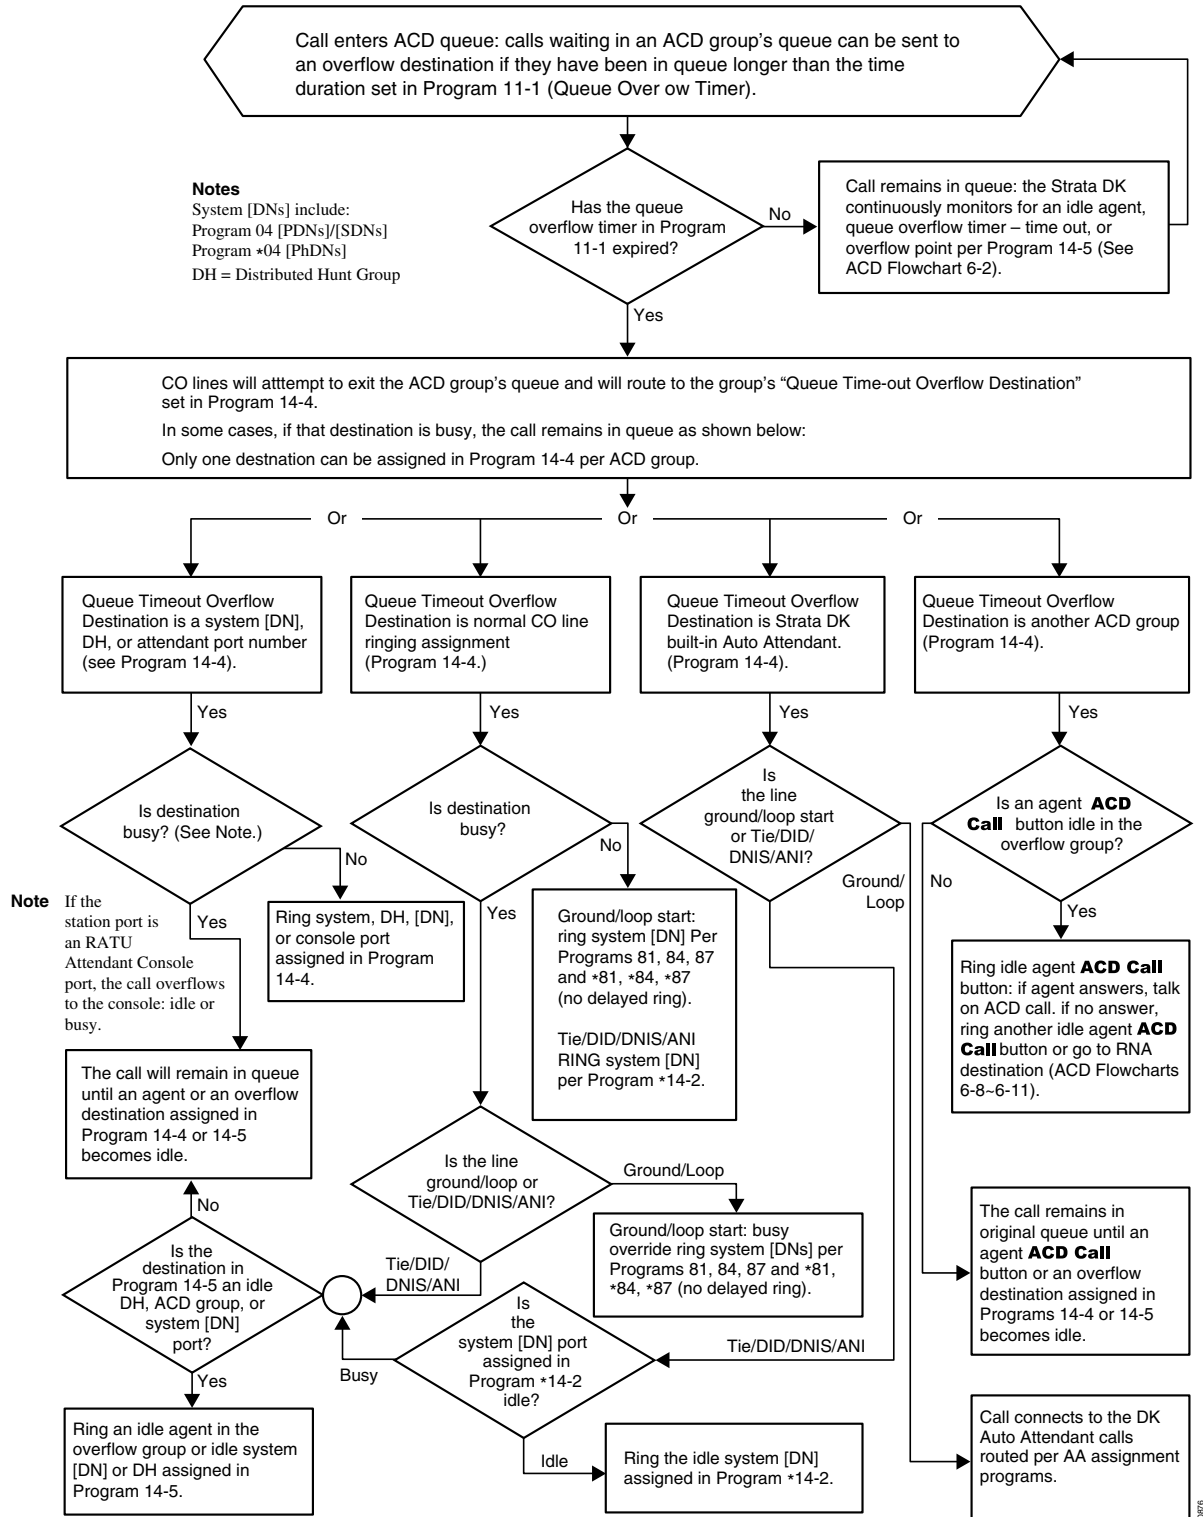 Call enters ACD queue: calls waiting in an ACD group's queue can be sent to
an overflow destination if they have been in queue longer than the time
duration set in Program 11-1 (Queue Over ow Timer).
Notes
System [DNs] include:
Program 04 [PDNs]/[SDNs]
Program *04 [PhDNs]
DH = Distributed Hunt Group
Has the queue
overflow timer in Program
11-1 expired?
No
Call remains in queue: the Strata DK
continuously monitors for an idle agent,
queue overflow timer – time out, or
overflow point per Program 14-5 (See
ACD Flowchart 6-2).
Yes
CO lines will atttempt to exit the ACD group's queue and will route to the group's “Queue Time-out Overflow Destination”
set in Program 14-4.
In some cases, if that destination is busy, the call remains in queue as shown below:
Only one destnation can be assigned in Program 14-4 per ACD group.
Or
Or
Or
Queue Timeout Overflow
Destination is a system [DN],
DH, or attendant port number
(see Program 14-4).
Queue Timeout Overflow
Destination is normal CO line
ringing assignment
(Program 14-4.)
Queue Timeout Overflow
Destination is Strata DK
built-in Auto Attendant.
(Program 14-4).
Queue Timeout Overflow
Destination is another ACD group
(Program 14-4).
Yes
Yes
Yes
Yes
Is destination
busy? (See Note.)
Is destination
busy?
Is
the line
ground/loop start
or Tie/DID/
DNIS/ANI?
Is an agent ACD
Call button idle in the
overflow group?
No
No
Ground/
Loop
No
Yes
Note If the
station port is
an RATU
Attendant Console
port, the call overflows
to the console: idle or
busy.
Yes
Ring system, DH, [DN],
or console port
assigned in Program
14-4.
Yes
Ground/loop start:
ring system [DN] Per
Programs 81, 84, 87
and *81, *84, *87
(no delayed ring).
Tie/DID/DNIS/ANI
RING system [DN]
per Program *14-2.
Ring idle agent ACD Call
button: if agent answers, talk
on ACD call. if no answer,
ring another idle agent ACD
Call button or go to RNA
destination (ACD Flowcharts
6-8~6-11).
The call will remain in queue
until an agent or an overflow
destination assigned in
Program 14-4 or 14-5
becomes idle.
Is the line
ground/loop or
Tie/DID/DNIS/ANI?
Ground/Loop
Ground/loop start: busy
override ring system [DNs] per
Programs 81, 84, 87 and *81,
*84, *87 (no delayed ring).
The call remains in
original queue until an
agent ACD Call
button or an overflow
destination assigned in
Programs 14-4 or 14-5
becomes idle.
No
Is the
destination in
Program 14-5 an idle
DH, ACD group, or
system [DN]
port?
Tie/DID/
DNIS/ANI
Is
the
system [DN] port
assigned in
Program *14-2
idle?
Tie/DID/DNIS/ANI
Busy
Yes
Ring an idle agent in the
overflow group or idle system
[DN] or DH assigned in
Program 14-5.
Idle
Ring the idle system [DN]
assigned in Program *14-2.
Call connects to the DK
Auto Attendant calls
routed per AA assignment
programs.